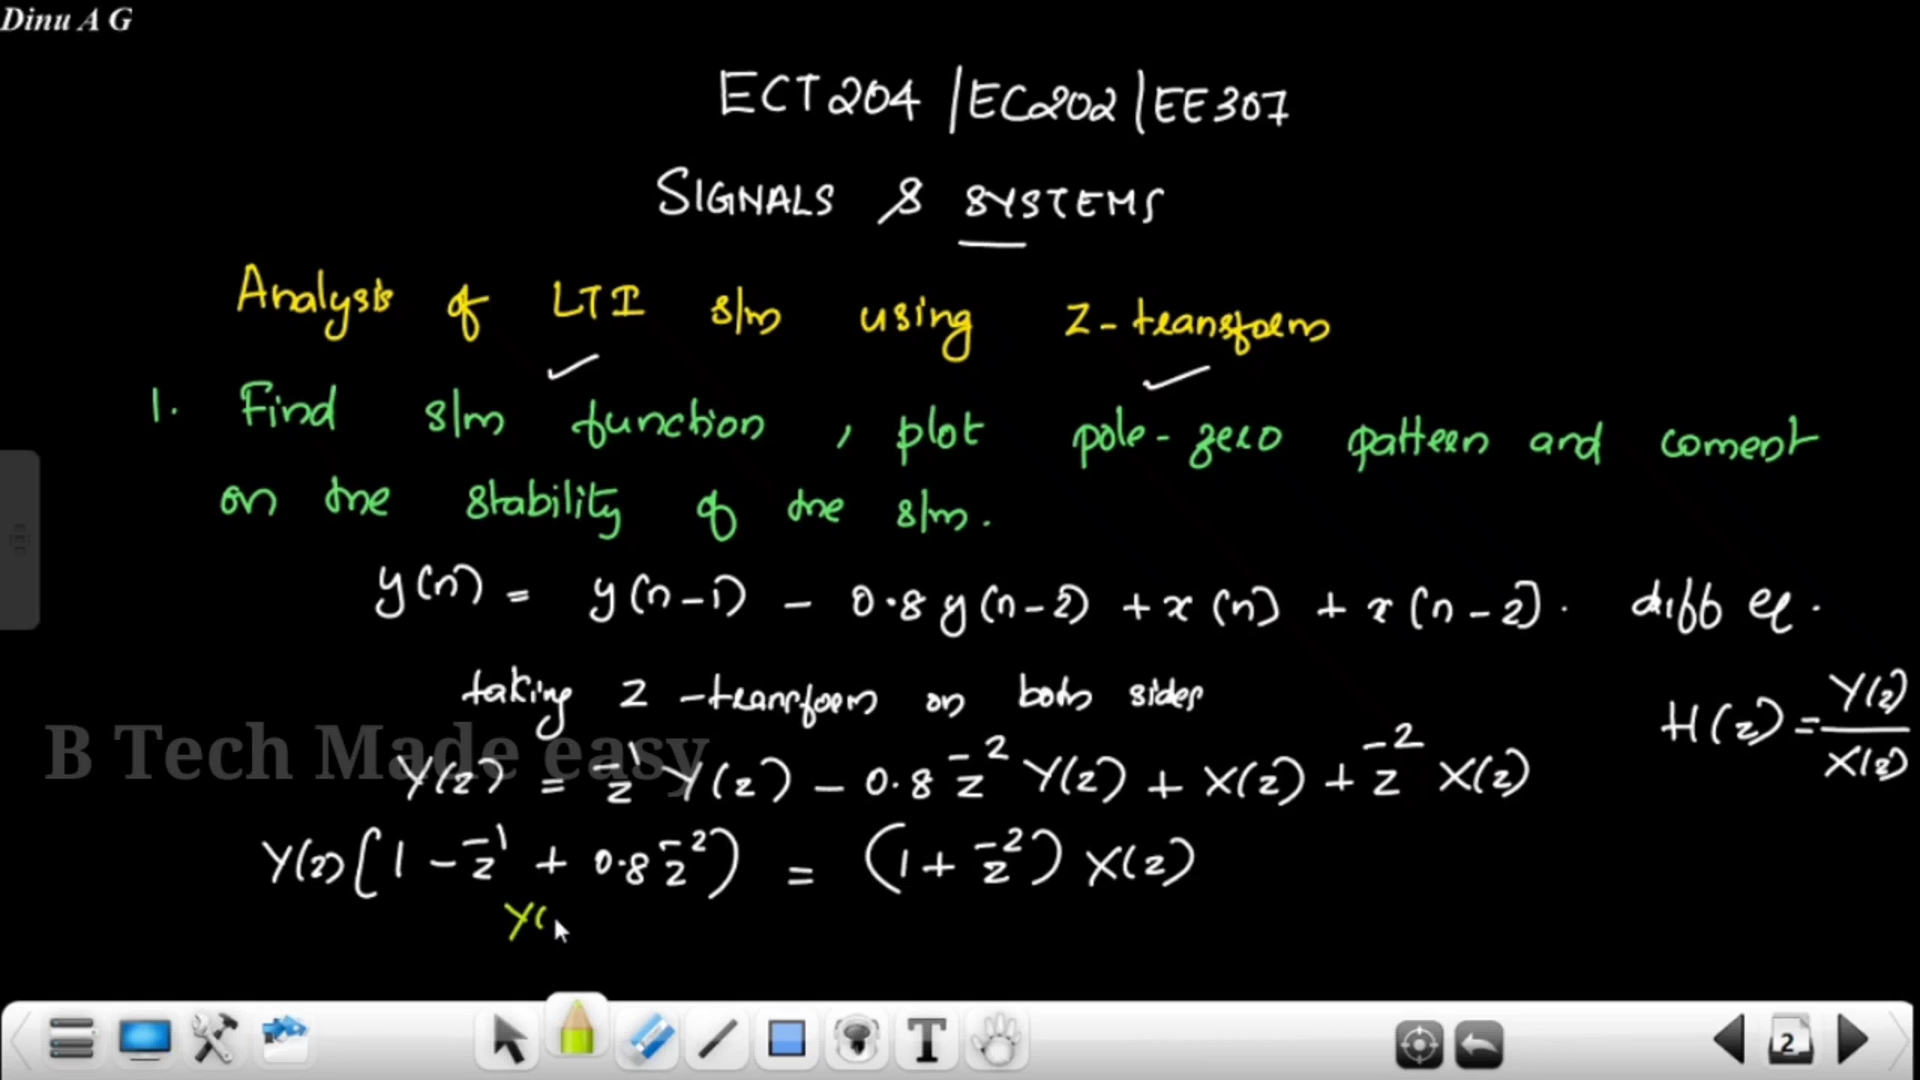 Dinu A G
ECT204 / EC202 / EE307
SIGNALS & SYSTEMS
Analysis of LTI s/m using Z-transform
1. Find s/m function, plot pole-zero pattern and coment
on the stability of the s/m.
y(n) = y(n-1) - 0.8 y(n-2) + x(n) + x(n-2). diff eq.
taking Z-transform on both sides
H(z) = Y(z)/X(z)
B Tech Made easy
Y(z) = z⁻¹ Y(z) - 0.8 z⁻² Y(z) + X(z) + z⁻² X(z)
Y(z) [1 - z⁻¹ + 0.8 z⁻²) = (1 + z⁻²) X(z)
Y(
2